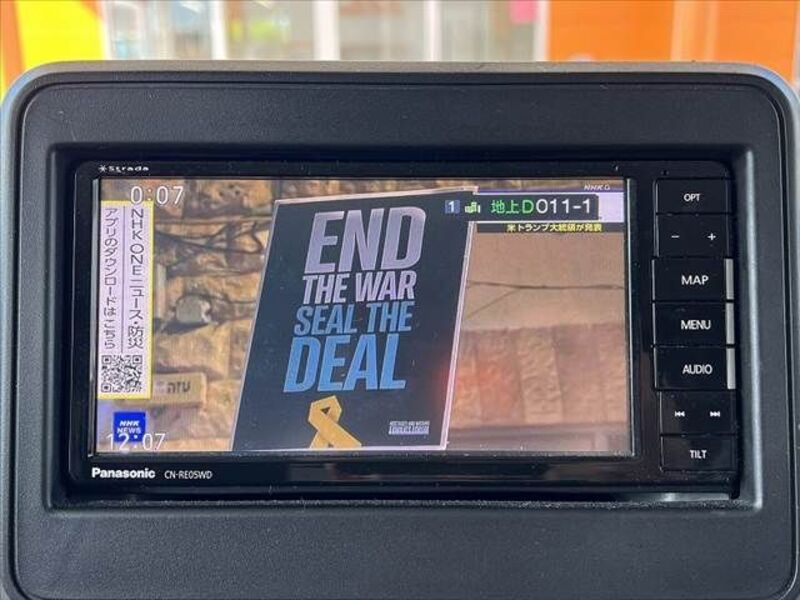 Strada
0:07
NHK ONEニュース・防災
アプリのダウンロードはこちら
NHK G
1 地上D011-1
米トランプ大統領が発表
END
THE WAR
SEAL THE
DEAL
NHK
NEWS
12:07
OPT
− +
MAP
MENU
AUDIO
TILT
Panasonic CN-RE05WD